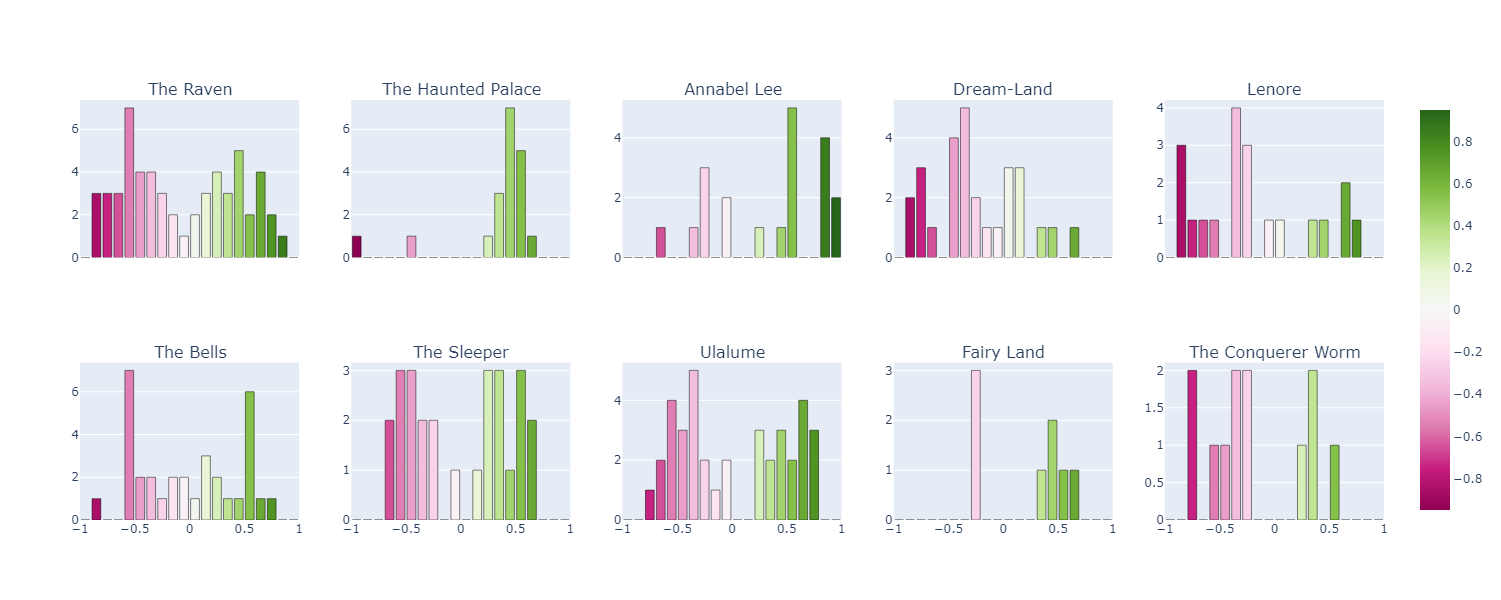 The Raven The Haunted Palace Annabel Lee Dream-Land Lenore
6 6 4 4 4
4 4 2 2 3
2 2 0 0 2
0 0 1
0
0.8
0.6
0.4
0.2
0
−0.2
−0.4
−0.6
−0.8
The Bells The Sleeper Ulalume Fairy Land The Conquerer Worm
6 3 4 3 2
4 2 2 2 1.5
2 1 0 1 1
0 0 0 0.5
0
−1 −0.5 0 0.5 1 −1 −0.5 0 0.5 1 −1 −0.5 0 0.5 1 −1 −0.5 0 0.5 1 −1 −0.5 0 0.5 1